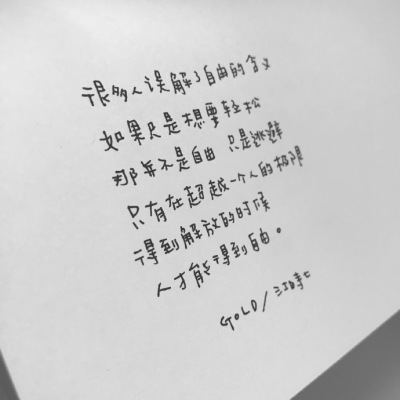 很多人误解了自由的含义
如果只是想要轻松
那并不是自由 只是逃避
只有在超越一个人的极限
得到解放的时候
人才能得到自由。
GOLD/江邨七